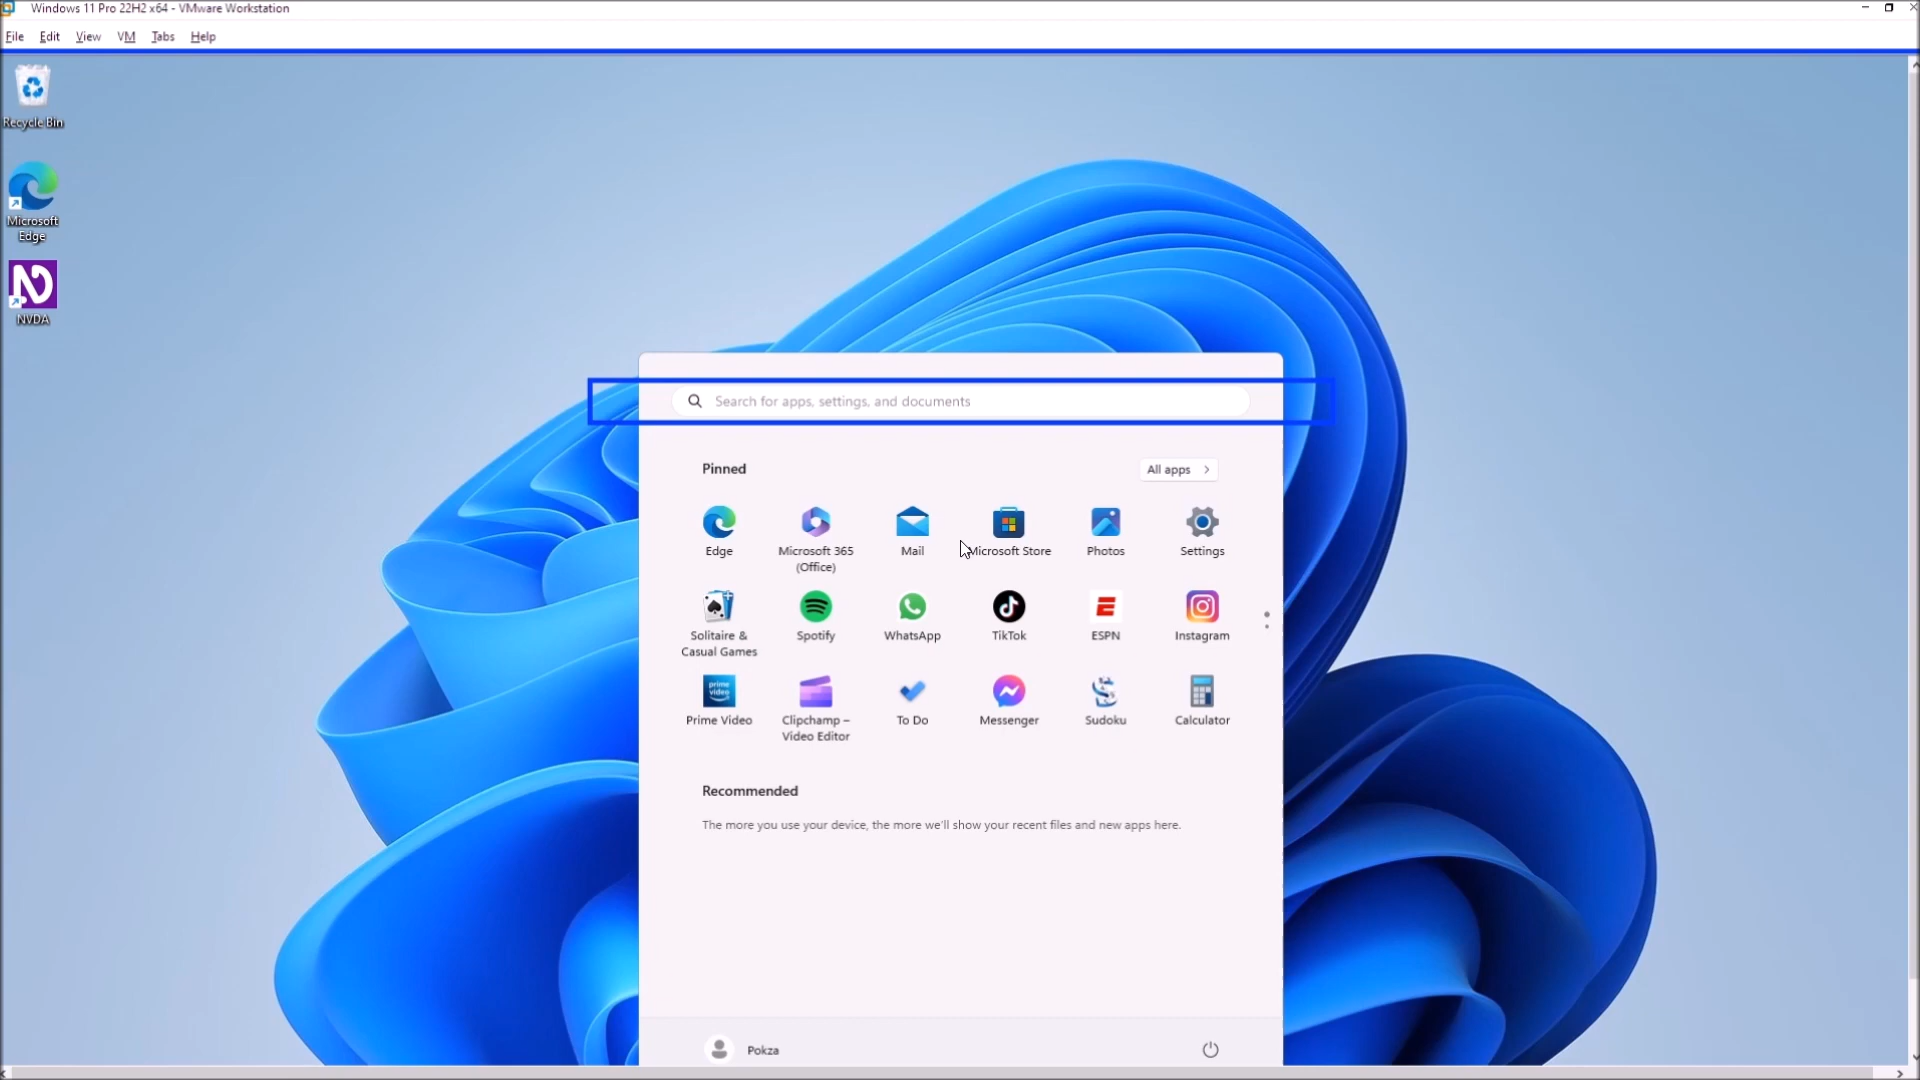 Windows 11 Pro 22H2 x64 - VMware Workstation
File Edit View VM Tabs Help
Recycle Bin
Microsoft
Edge
NVDA
Search for apps, settings, and documents
Pinned
All apps
Edge
Microsoft 365
(Office)
Mail
Microsoft Store
Photos
Settings
Solitaire &
Casual Games
Spotify
WhatsApp
TikTok
ESPN
Instagram
prime
video
Prime Video
Clipchamp –
Video Editor
To Do
Messenger
Sudoku
Calculator
Recommended
The more you use your device, the more we'll show your recent files and new apps here.
Pokza